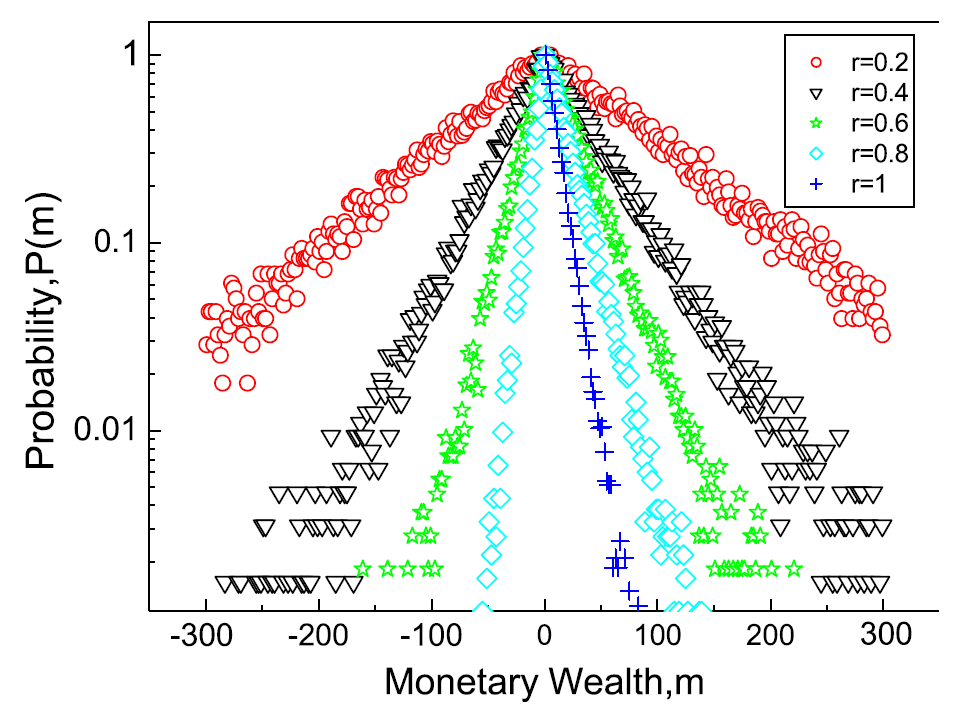 1
0.1
0.01
Probability,P(m)
r=0.2
r=0.4
r=0.6
r=0.8
r=1
-300 -200 -100 0 100 200 300
Monetary Wealth,m